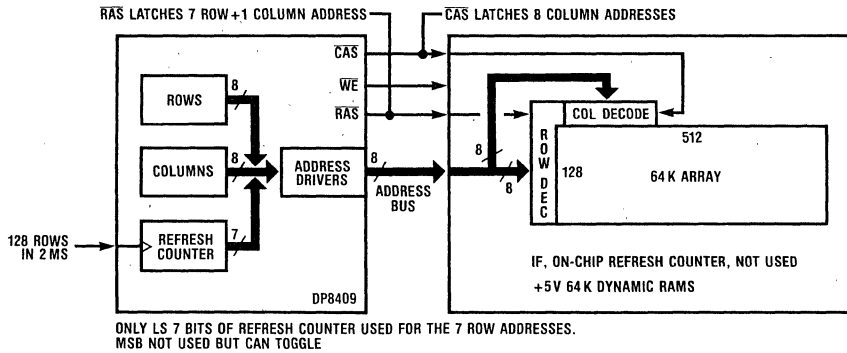 RAS LATCHES 7 ROW + 1 COLUMN ADDRESS
CAS LATCHES 8 COLUMN ADDRESSES
CAS
WE
RAS
ROWS
8
COLUMNS
8
REFRESH
COUNTER
7
ADDRESS
DRIVERS
8
ADDRESS
BUS
128 ROWS
IN 2 MS
DP8409
8
8
ROW DEC
COL DECODE
512
128
64K ARRAY
IF, ON-CHIP REFRESH COUNTER, NOT USED
+5V 64K DYNAMIC RAMS
ONLY LS 7 BITS OF REFRESH COUNTER USED FOR THE 7 ROW ADDRESSES.
MSB NOT USED BUT CAN TOGGLE